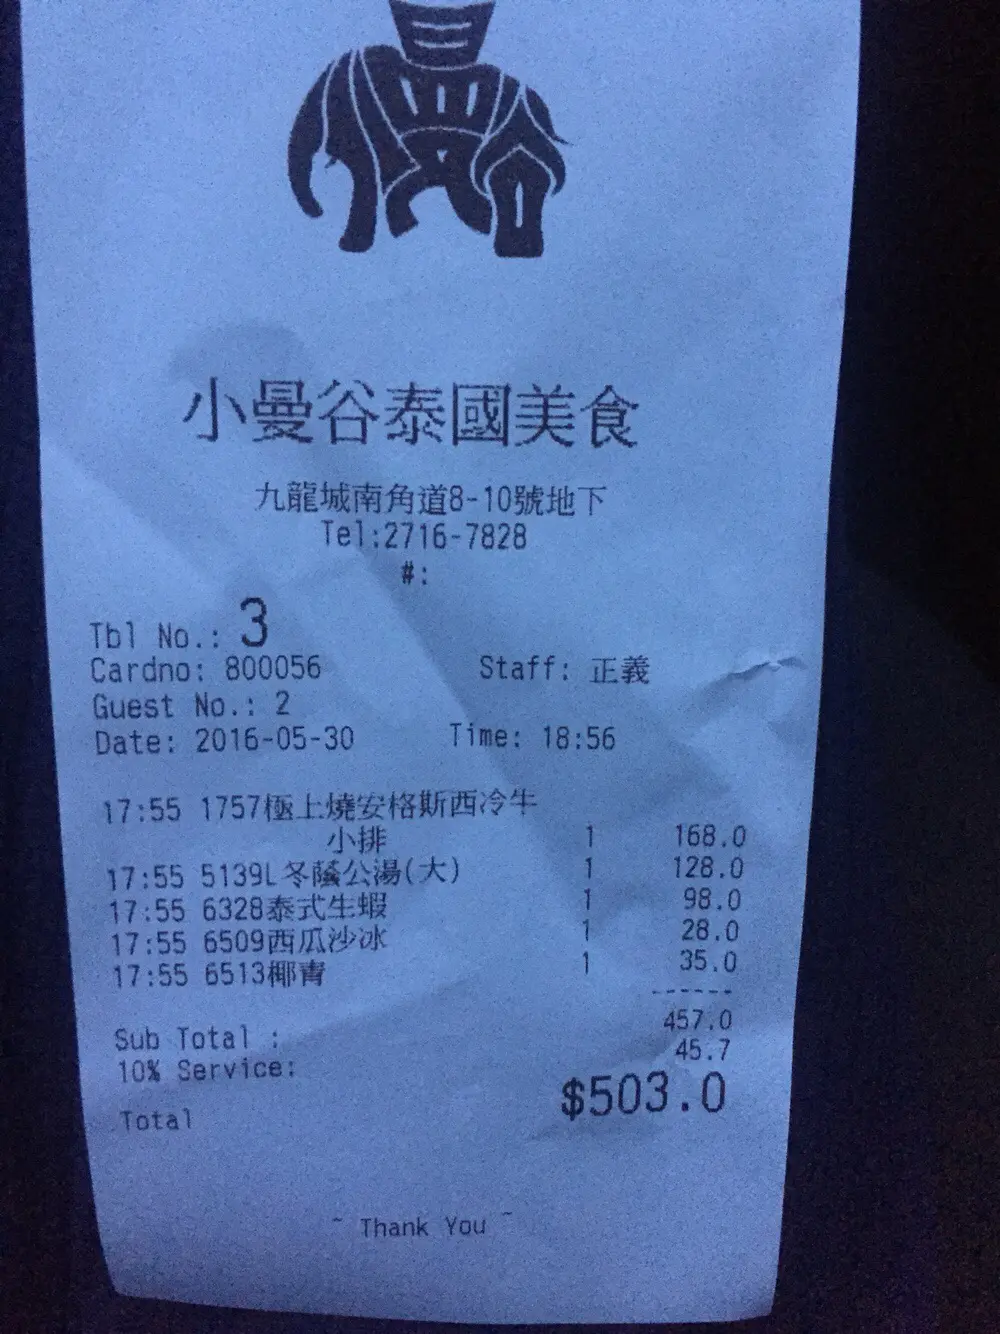 小曼谷
小曼谷泰國美食
九龍城南角道8-10號地下
Tel:2716-7828
#:
Tbl No.: 3
Cardno: 800056 Staff: 正義
Guest No.: 2
Date: 2016-05-30 Time: 18:56
17:55 1757極上燒安格斯西冷牛
小排 1 168.0
17:55 5139L冬蔭公湯(大) 1 128.0
17:55 6328泰式生蝦 1 98.0
17:55 6509西瓜沙冰 1 28.0
17:55 6513椰青 1 35.0
------
Sub Total : 457.0
10% Service: 45.7
Total $503.0
~ Thank You ~